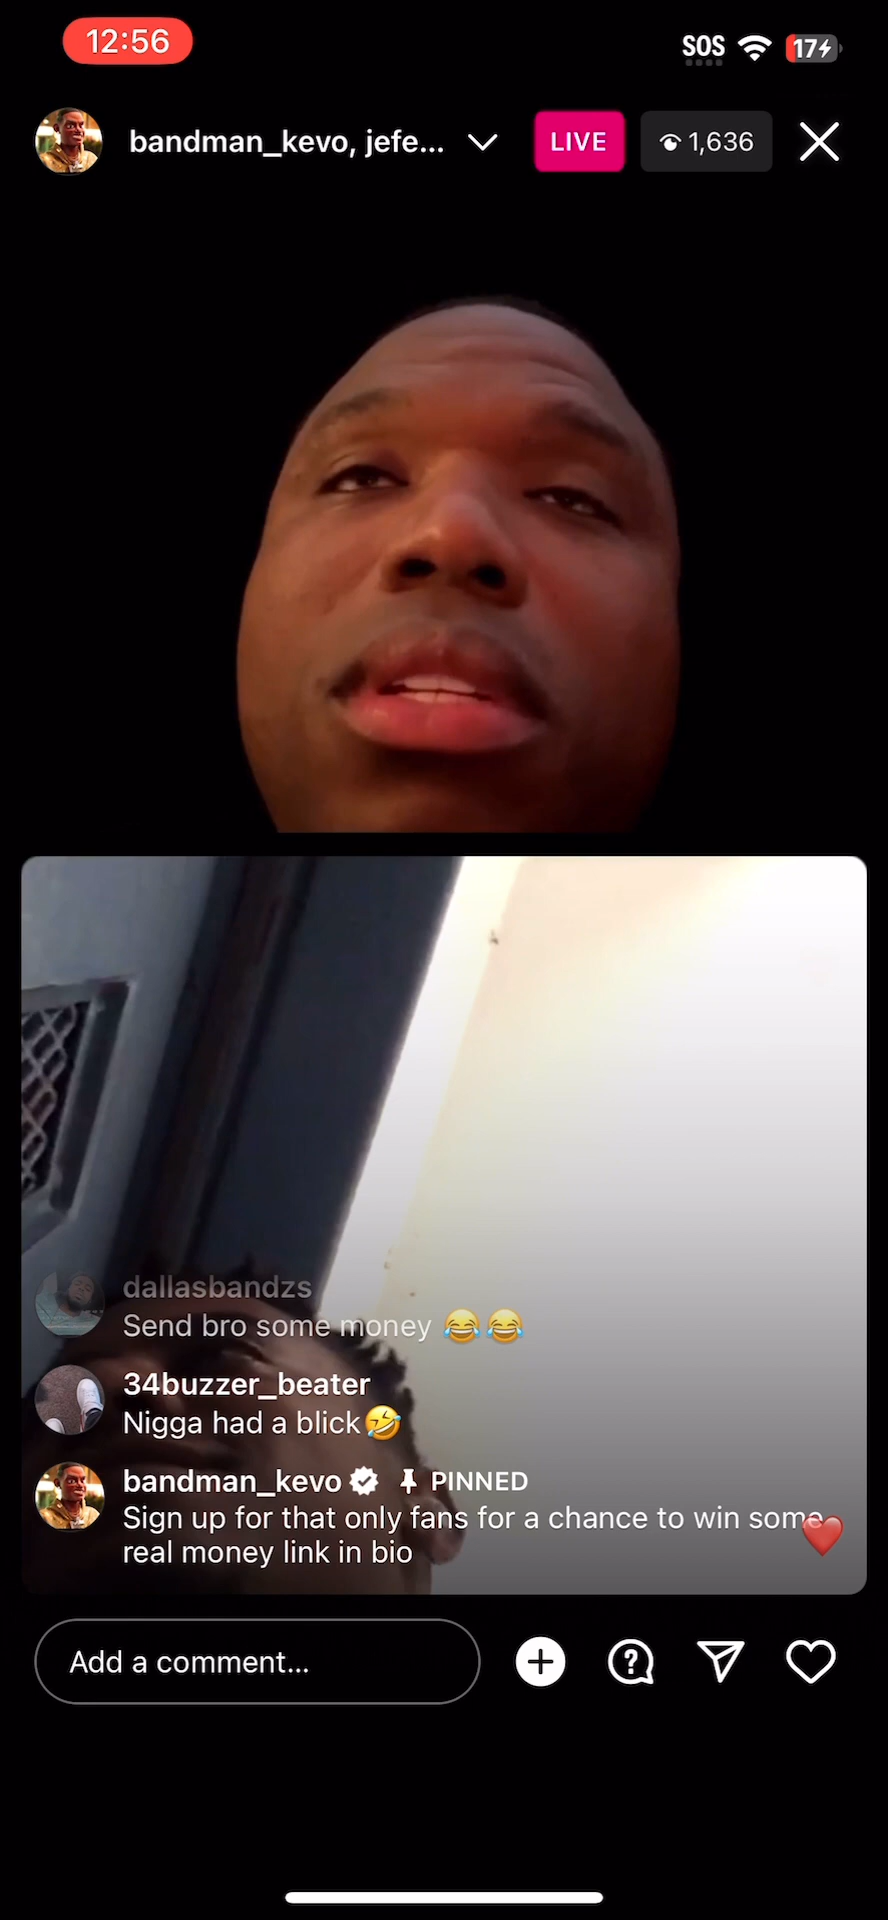 12:56
SOS
17
bandman_kevo, jefe...
LIVE
1,636
dallasbandzs
Send bro some money 😂😂
34buzzer_beater
Nigga had a blick🤣
bandman_kevo PINNED
Sign up for that only fans for a chance to win some
real money link in bio
Add a comment...